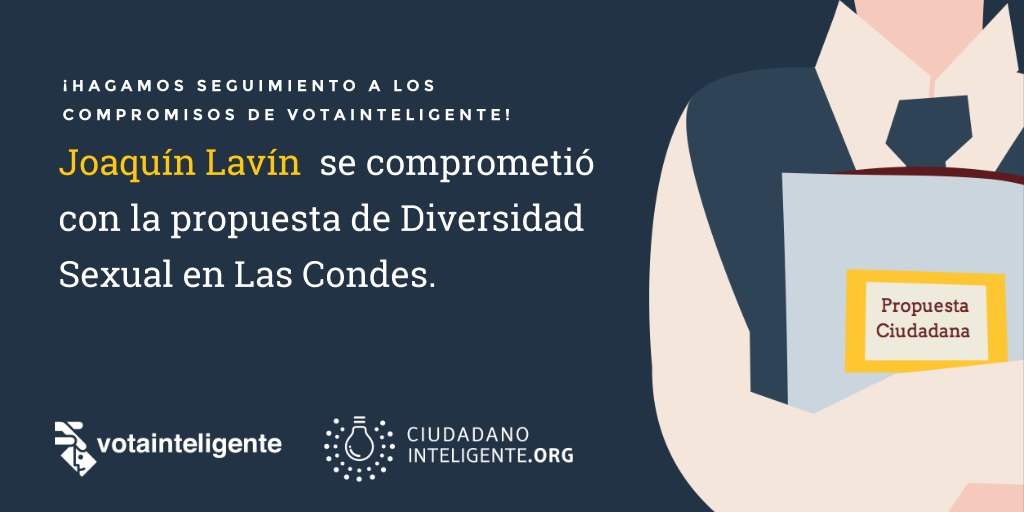 ¡HAGAMOS SEGUIMIENTO A LOS
COMPROMISOS DE VOTAINTELIGENTE!
Joaquín Lavín se comprometió
con la propuesta de Diversidad
Sexual en Las Condes.
Propuesta
Ciudadana
votainteligente
CIUDADANO
INTELIGENTE.ORG